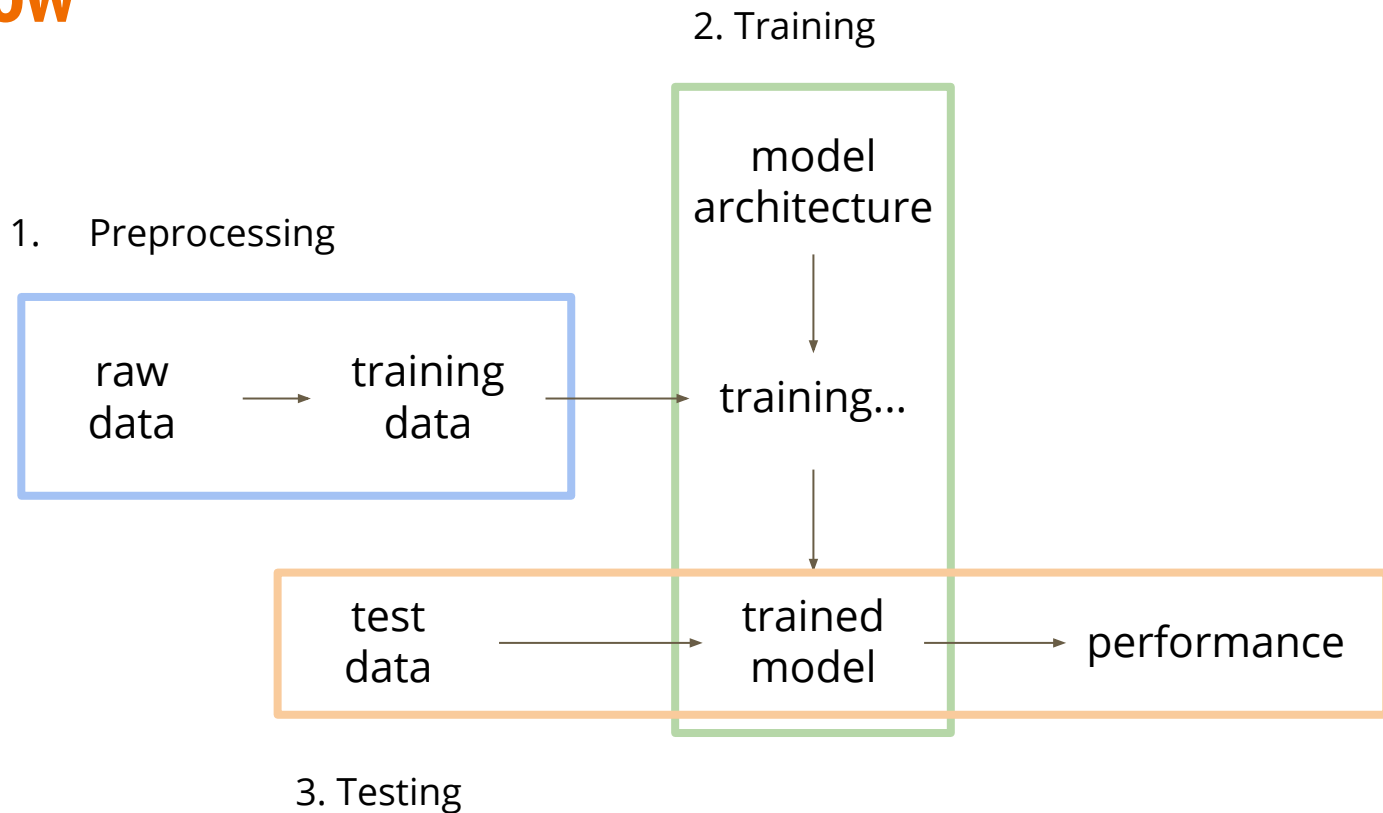 2. Training
model
architecture
1. Preprocessing
raw
data
training
data
training...
test
data
trained
model
performance
3. Testing